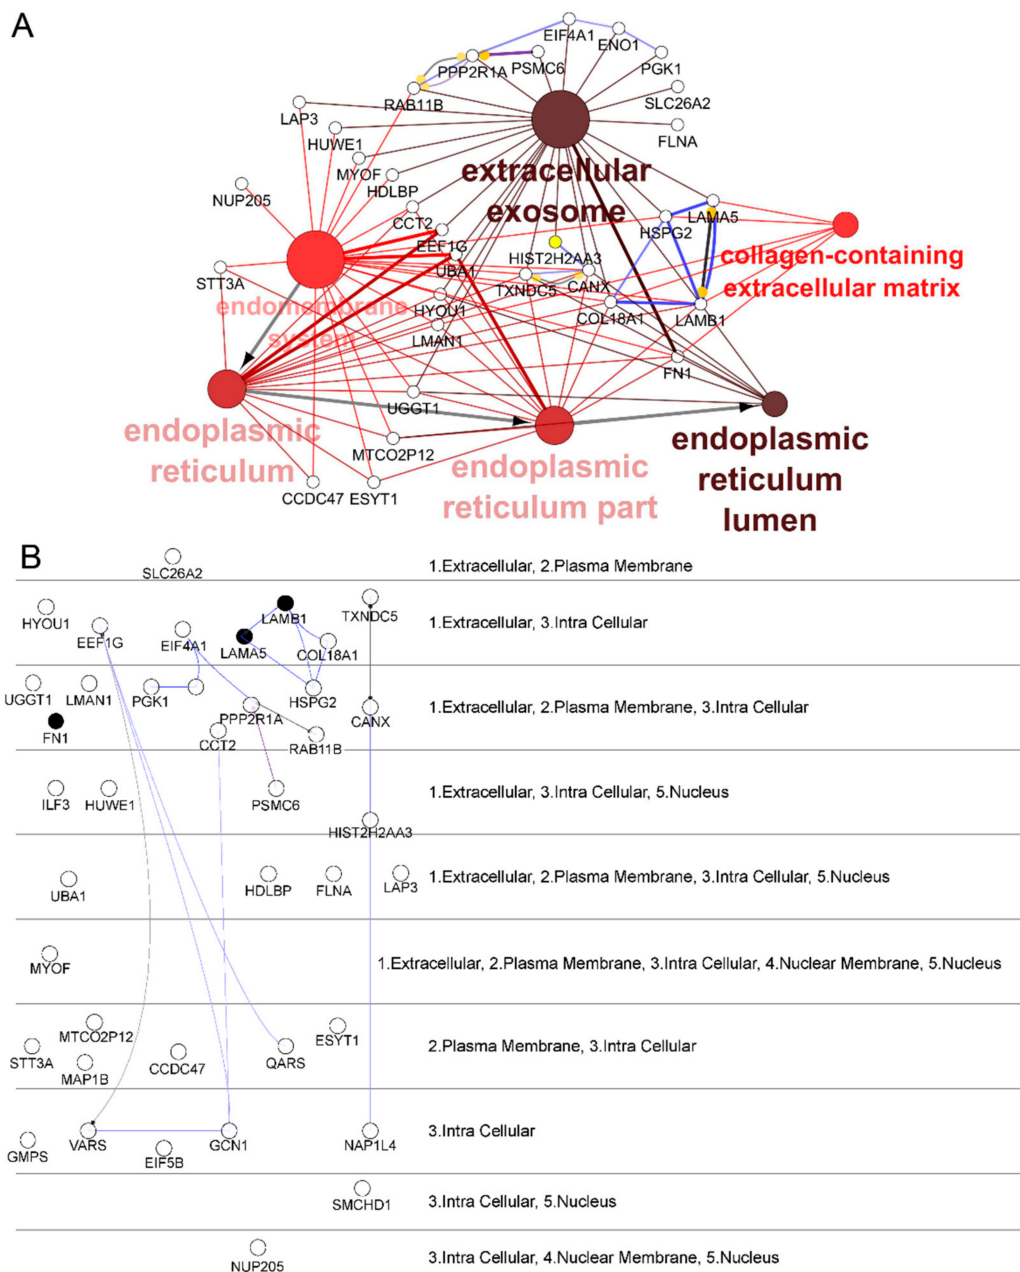 A
EIF4A1
ENO1
PPP2R1A
PSMC6
PGK1
RAB11B
SLC26A2
LAP3
HUWE1
FLNA
MYOF
extracellular
exosome
HDLBP
NUP205
CCT2
LAMA5
HSPG2
EEF1G
HIST2H2AA3
UBA1
collagen-containing
extracellular matrix
STT3A
TXNDC5
CANX
endomembrane
system
HYOU1
COL18A1
LAMB1
LMAN1
FN1
UGGT1
endoplasmic
reticulum
MTCO2P12
endoplasmic
reticulum part
endoplasmic
reticulum
lumen
CCDC47
ESYT1
B
SLC26A2
1.Extracellular, 2.Plasma Membrane
HYOU1
EEF1G
EIF4A1
LAMB1
LAMA5
COL18A1
TXNDC5
1.Extracellular, 3.Intra Cellular
UGGT1
LMAN1
PGK1
HSPG2
PPP2R1A
CANX
FN1
CCT2
RAB11B
1.Extracellular, 2.Plasma Membrane, 3.Intra Cellular
ILF3
HUWE1
PSMC6
HIST2H2AA3
1.Extracellular, 3.Intra Cellular, 5.Nucleus
UBA1
HDLBP
FLNA
LAP3
1.Extracellular, 2.Plasma Membrane, 3.Intra Cellular, 5.Nucleus
MYOF
1.Extracellular, 2.Plasma Membrane, 3.Intra Cellular, 4.Nuclear Membrane, 5.Nucleus
MTCO2P12
STT3A
MAP1B
CCDC47
QARS
ESYT1
2.Plasma Membrane, 3.Intra Cellular
GMPS
VARS
EIF5B
GCN1
NAP1L4
3.Intra Cellular
SMCHD1
3.Intra Cellular, 5.Nucleus
NUP205
3.Intra Cellular, 4.Nuclear Membrane, 5.Nucleus